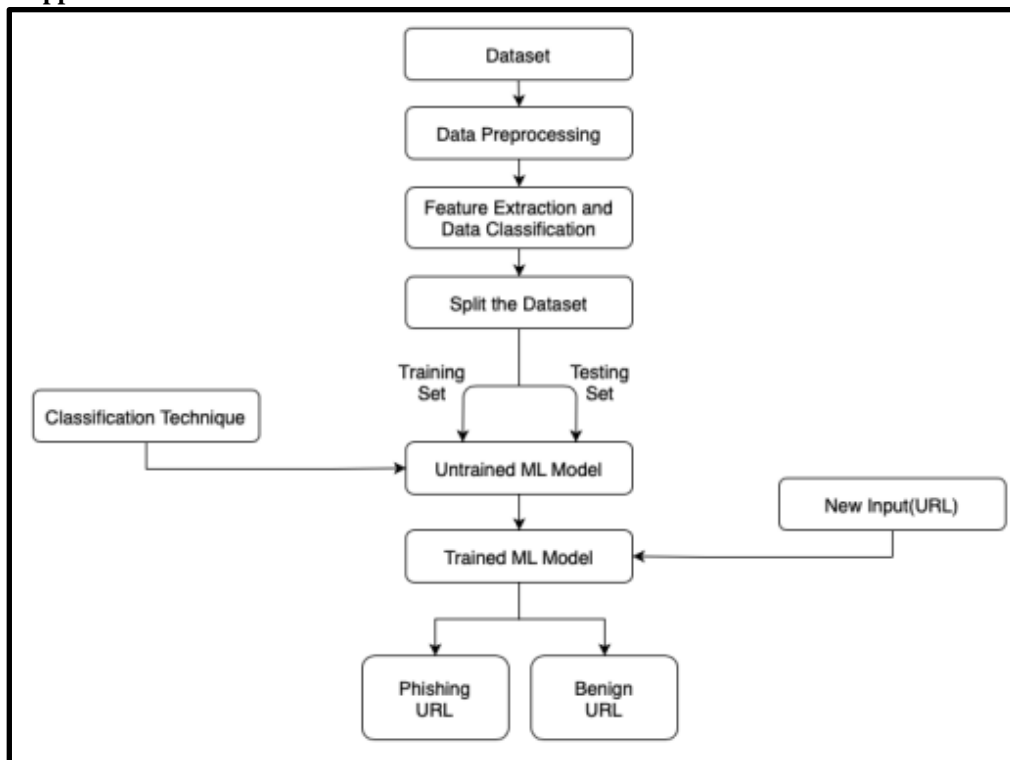 Dataset
Data Preprocessing
Feature Extraction and
Data Classification
Split the Dataset
Training
Set
Testing
Set
Classification Technique
Untrained ML Model
New Input(URL)
Trained ML Model
Phishing
URL
Benign
URL